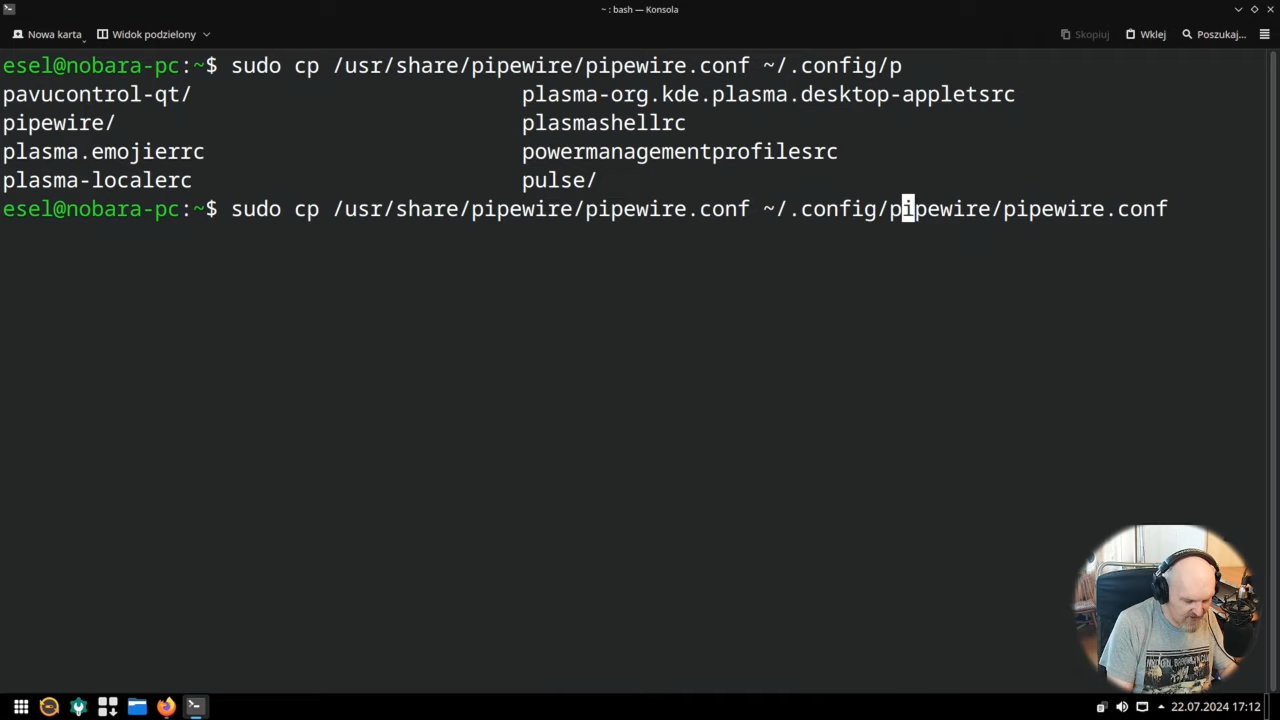 ~ : bash — Konsola
Nowa karta
Widok podzielony
Skopiuj
Wklej
Poszukaj...
esel@nobara-pc:~$ sudo cp /usr/share/pipewire/pipewire.conf ~/.config/p
pavucontrol-qt/ plasma-org.kde.plasma.desktop-appletsrc
pipewire/ plasmashellrc
plasma.emojierrc powermanagementprofilesrc
plasma-localerc pulse/
esel@nobara-pc:~$ sudo cp /usr/share/pipewire/pipewire.conf ~/.config/pipewire/pipewire.conf
22.07.2024 17:12